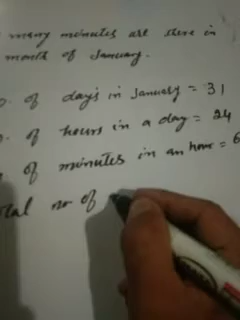 many minutes are there in
month of January.
of days in January = 31
of hours in a day = 24
of minutes in an hour = 6
no of